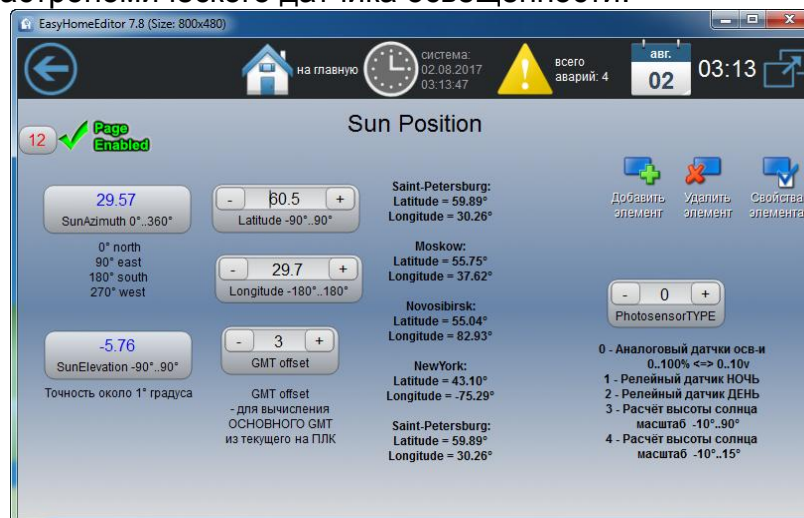 астрономического датчика освещенности.
EasyHomeEditor 7.8 (Size: 800x480)
на главную
система:
02.08.2017
03:13:47
всего
аварий: 4
авг.
02
03:13
12
Page
Enabled
Sun Position
29.57
SunAzimuth 0°..360°
0° north
90° east
180° south
270° west
-5.76
SunElevation -90°..90°
Точность около 1° градуса
- 60.5 +
Latitude -90°..90°
- 29.7 +
Longitude -180°..180°
- 3 +
GMT offset
GMT offset
- для вычисления
ОСНОВНОГО GMT
из текущего на ПЛК
Saint-Petersburg:
Latitude = 59.89°
Longitude = 30.26°
Moskow:
Latitude = 55.75°
Longitude = 37.62°
Novosibirsk:
Latitude = 55.04°
Longitude = 82.93°
NewYork:
Latitude = 43.10°
Longitude = -75.29°
Saint-Petersburg:
Latitude = 59.89°
Longitude = 30.26°
Добавить
элемент
Удалить
элемент
Свойства
элемента
- 0 +
PhotosensorTYPE
0 - Аналоговый датчки осв-и
0..100% <=> 0..10v
1 - Релейный датчик НОЧЬ
2 - Релейный датчик ДЕНЬ
3 - Расчёт высоты солнца
масштаб -10°..90°
4 - Расчёт высоты солнца
масштаб -10°..15°